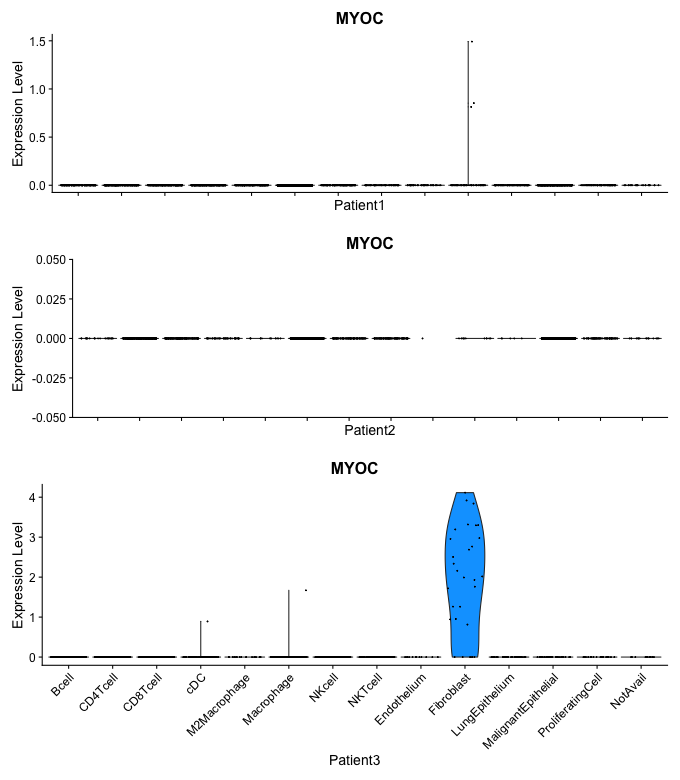 MYOC
Expression Level
1.5
1.0
0.5
0.0
Patient1
MYOC
Expression Level
0.050
0.025
0.000
-0.025
-0.050
Patient2
MYOC
Expression Level
4
3
2
1
0
Bcell
CD4Tcell
CD8Tcell
cDC
M2Macrophage
Macrophage
NKcell
NKTcell
Endothelium
Fibroblast
LungEpithelium
MalignantEpithelial
ProliferatingCell
NotAvail
Patient3